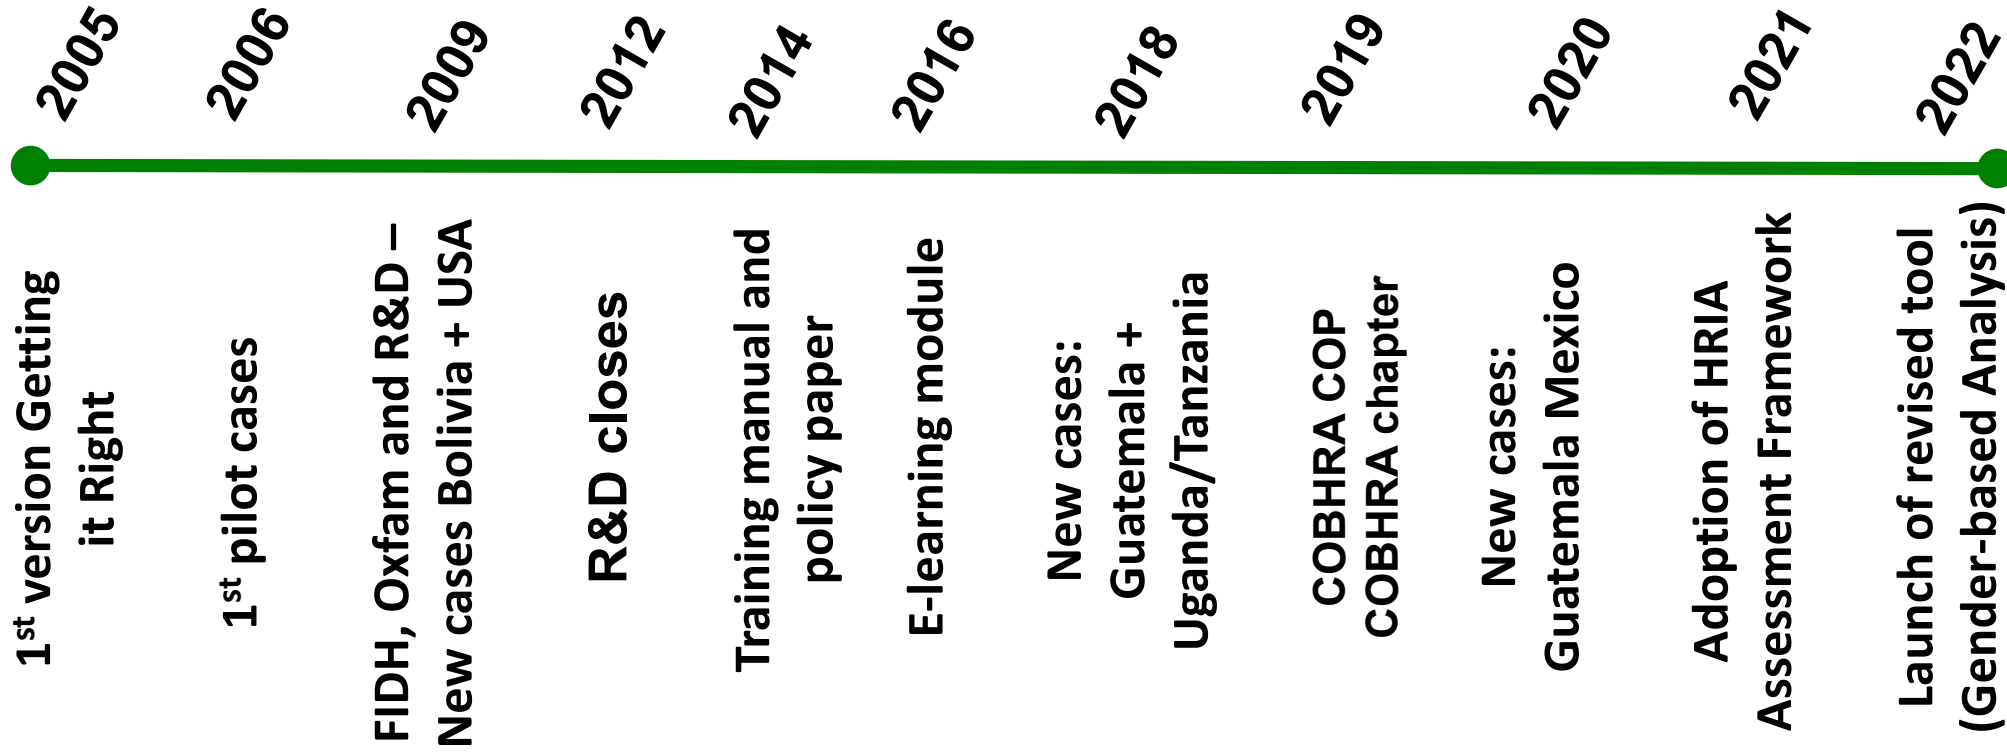 2005
2006
2009
2012
2014
2016
2018
2019
2020
2021
2022
1st version Getting
it Right
1st pilot cases
FIDH, Oxfam and R&D –
New cases Bolivia + USA
R&D closes
Training manual and
policy paper
E-learning module
New cases:
Guatemala +
Uganda/Tanzania
COBHRA COP
COBHRA chapter
New cases:
Guatemala Mexico
Adoption of HRIA
Assessment Framework
Launch of revised tool
(Gender-based Analysis)